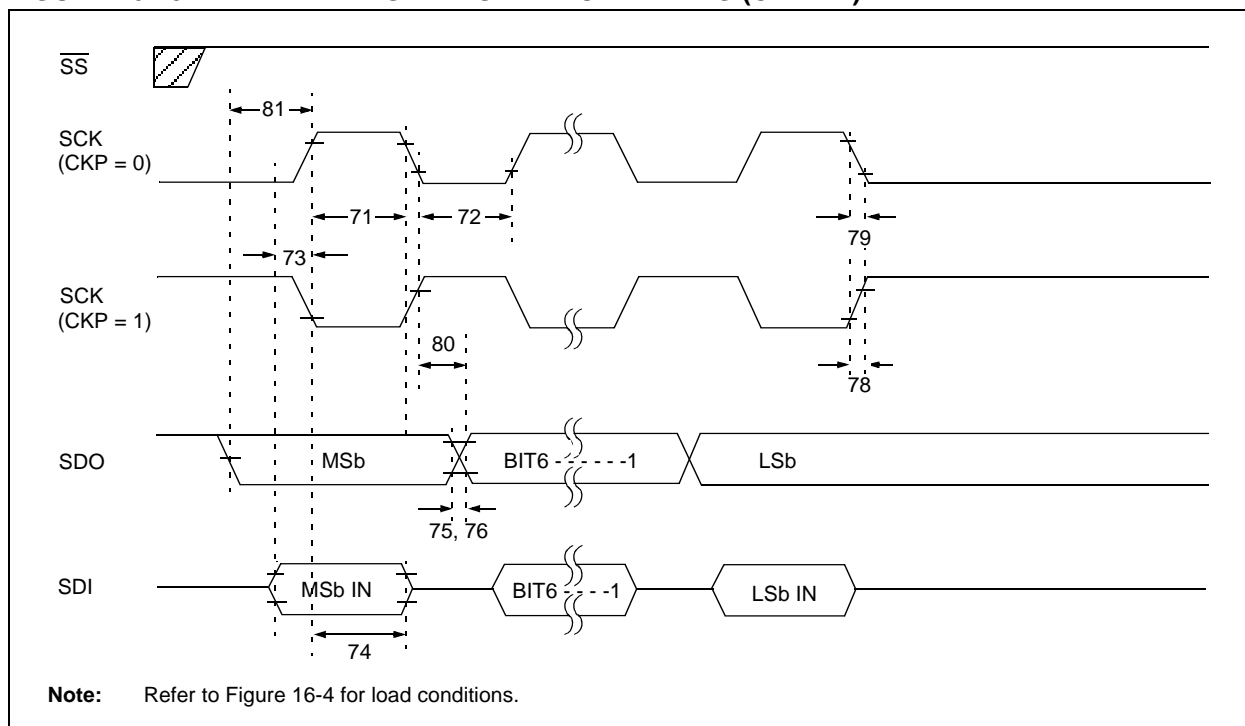 SS
81
SCK
(CKP = 0)
71
72
79
73
SCK
(CKP = 1)
80
78
SDO
MSb
BIT6 - - - - - -1
LSb
75, 76
SDI
MSb IN
BIT6 - - - -1
LSb IN
74
Note: Refer to Figure 16-4 for load conditions.